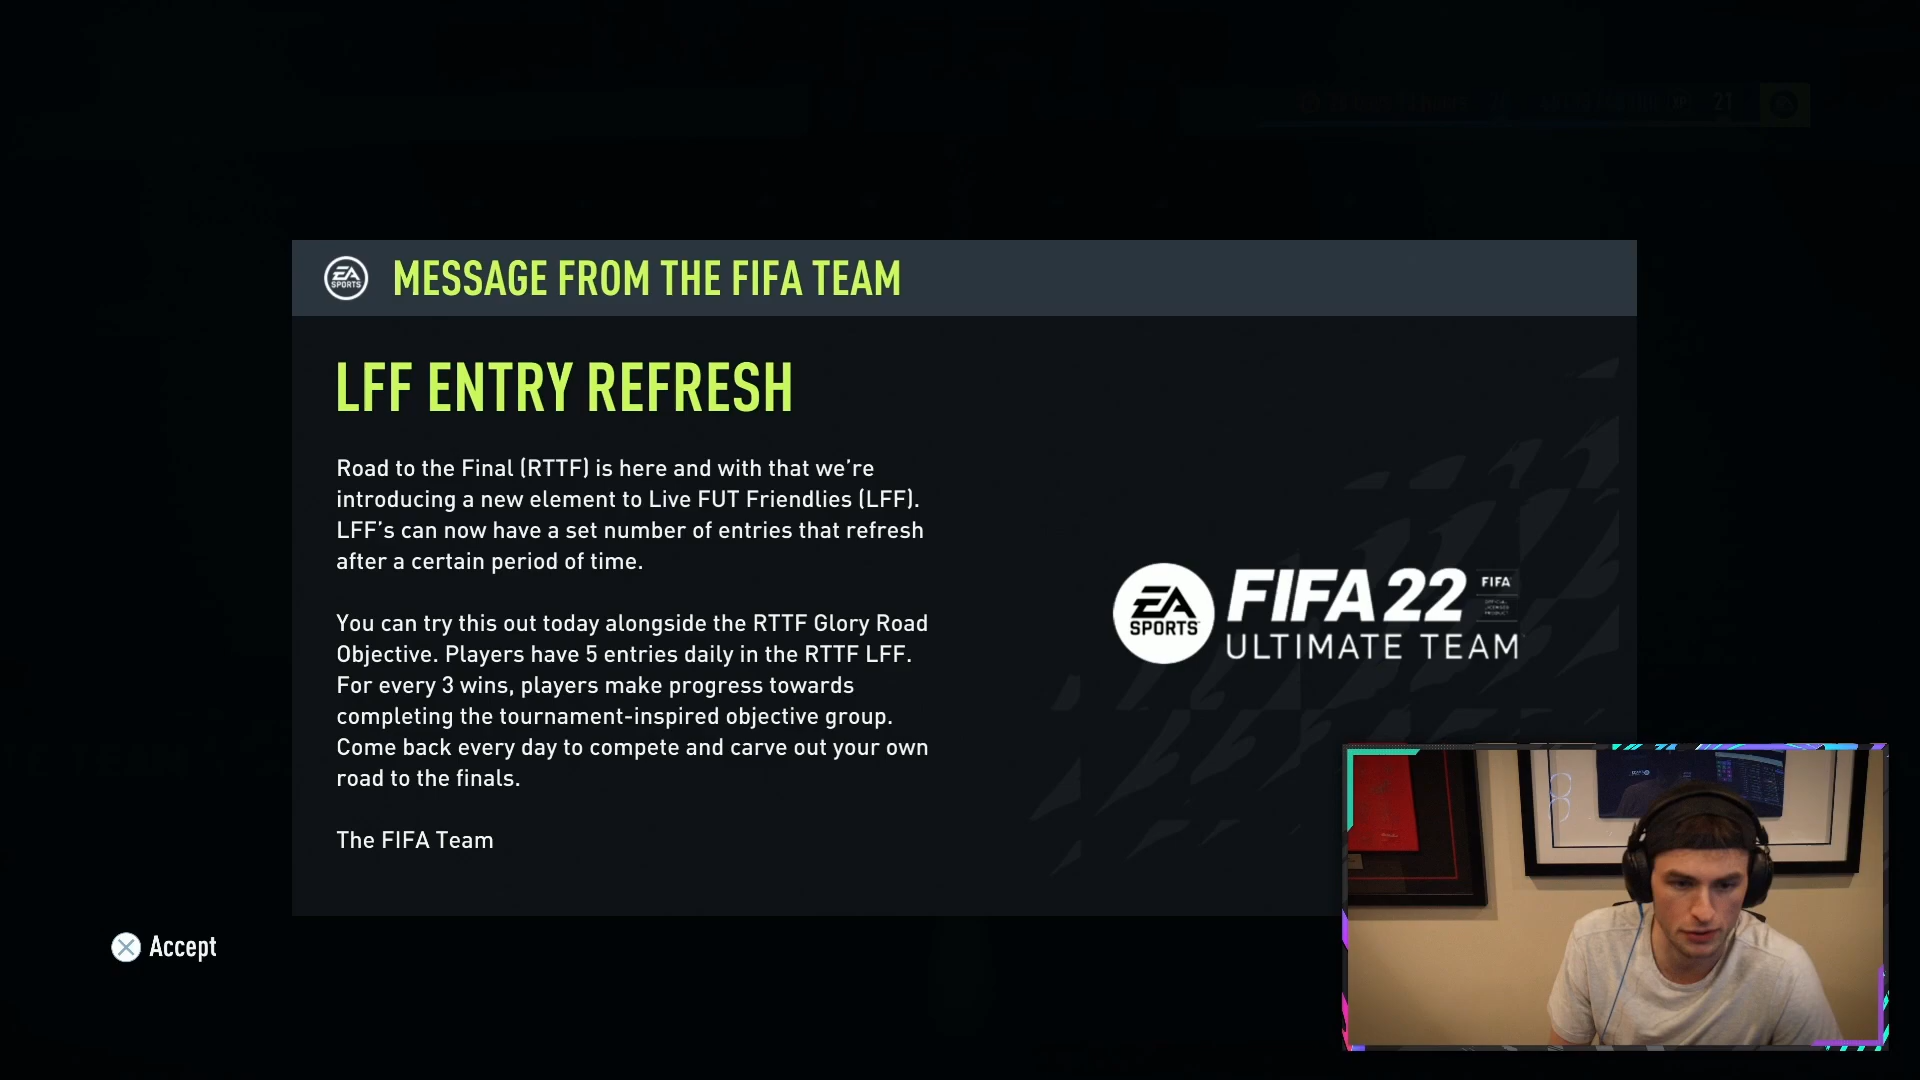 21
MESSAGE FROM THE FIFA TEAM
EA
SPORTS
LFF ENTRY REFRESH
Road to the Final (RTTF) is here and with that we’re
introducing a new element to Live FUT Friendlies (LFF).
LFF’s can now have a set number of entries that refresh
after a certain period of time.
You can try this out today alongside the RTTF Glory Road
Objective. Players have 5 entries daily in the RTTF LFF.
For every 3 wins, players make progress towards
completing the tournament-inspired objective group.
Come back every day to compete and carve out your own
road to the finals.
The FIFA Team
EA
SPORTS
FIFA 22
FIFA
ULTIMATE TEAM
Accept